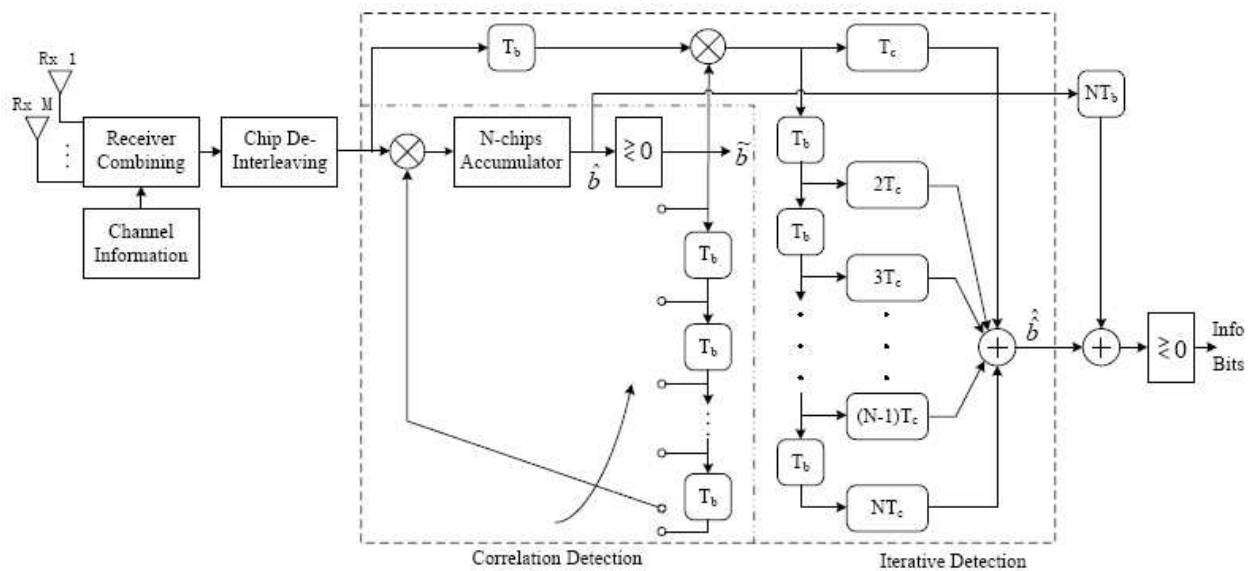 Rx 1
Rx M
Receiver
Combining
Chip De-
Interleaving
Channel
Information
T_b
T_c
N-chips
Accumulator
b̂
≷ 0
b̃
T_b
T_b
T_b
T_b
2T_c
T_b
3T_c
(N-1)T_c
T_b
NT_c
NT_b
b̂̂
≷ 0
Info
Bits
Correlation Detection
Iterative Detection